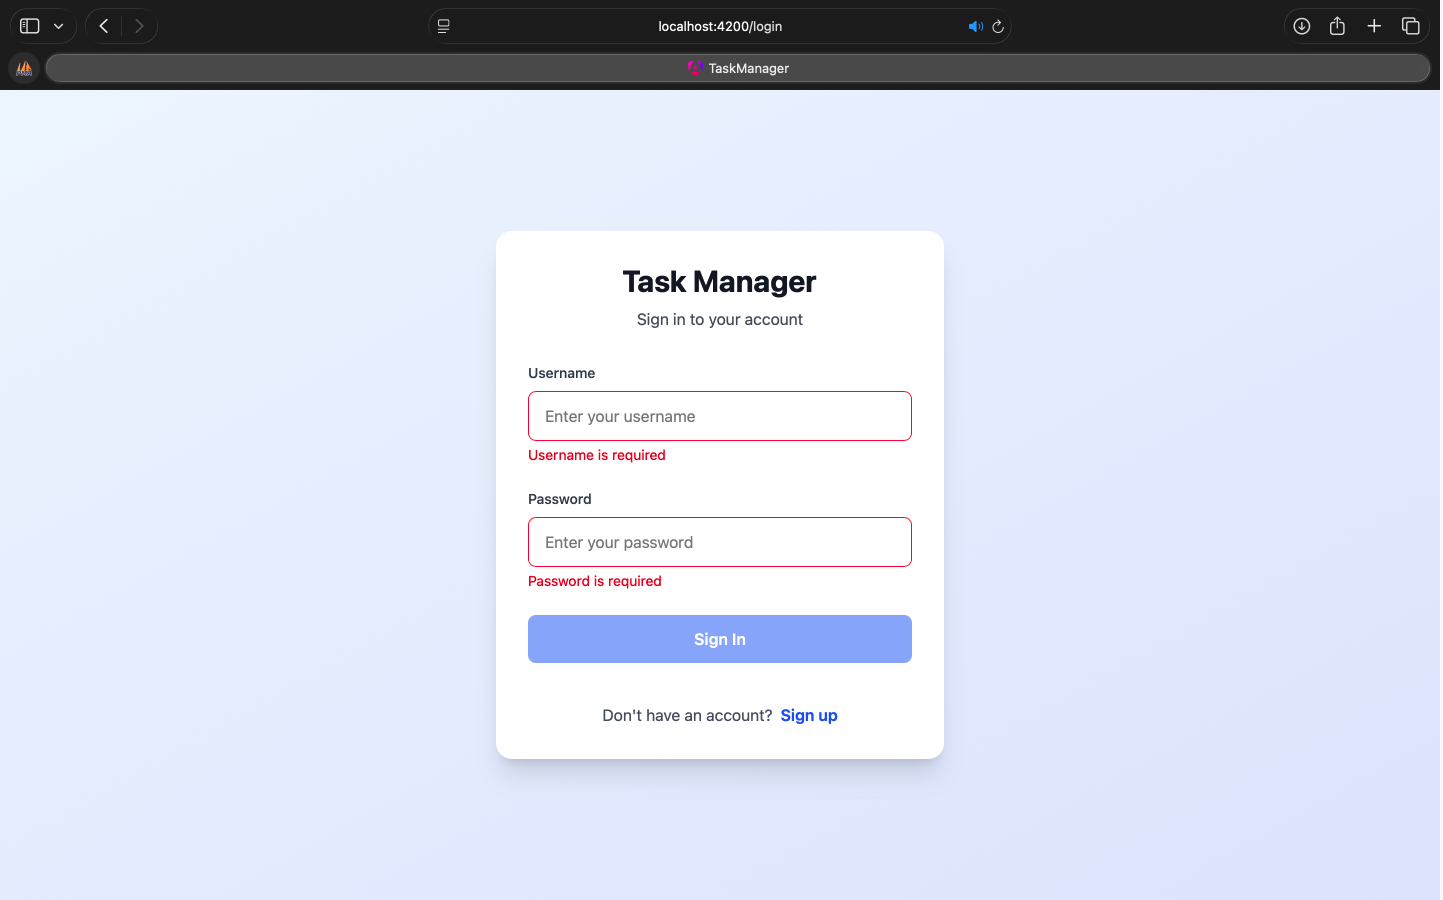 localhost:4200/login
TaskManager
Task Manager
Sign in to your account
Username
Enter your username
Username is required
Password
Enter your password
Password is required
Sign In
Don't have an account? Sign up